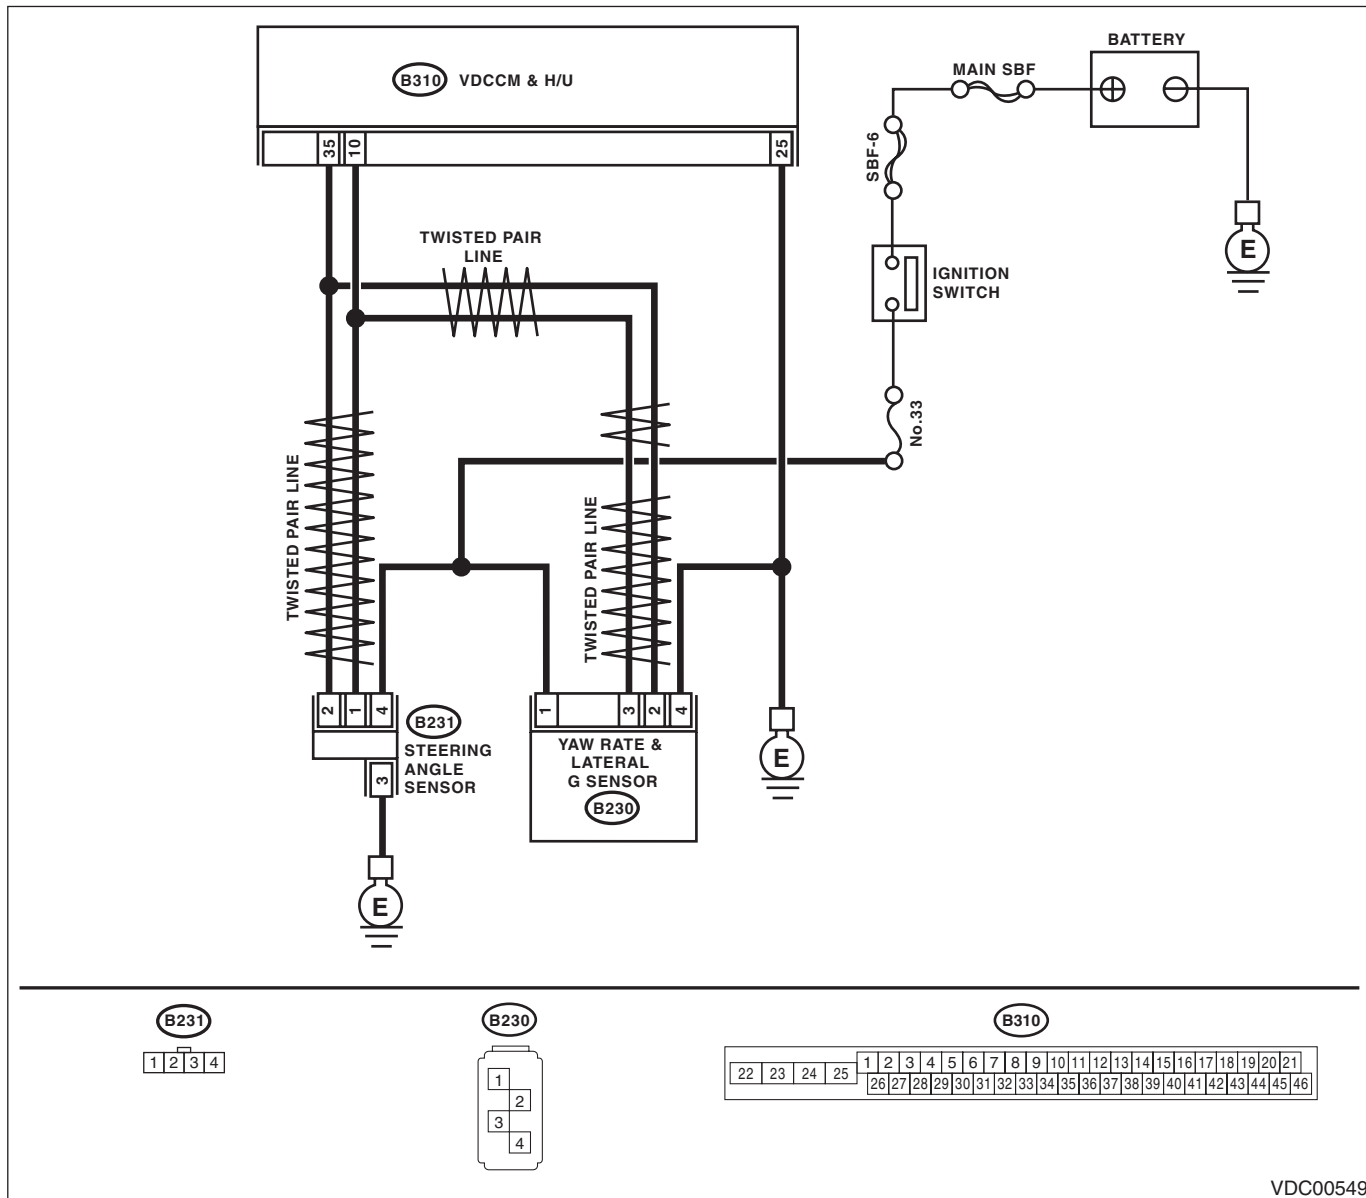 BATTERY
MAIN SBF
B310 VDCCM & H/U
35 10 25
SBF-6
TWISTED PAIR
LINE
E
IGNITION
SWITCH
No.33
TWISTED PAIR LINE
TWISTED PAIR LINE
2 1 4
B231
STEERING
ANGLE
SENSOR
3
E
1 3 2 4
YAW RATE &
LATERAL
G SENSOR
B230
E
B231
1 2 3 4
B230
1
2
3
4
B310
22 23 24 25 1 2 3 4 5 6 7 8 9 10 11 12 13 14 15 16 17 18 19 20 21
26 27 28 29 30 31 32 33 34 35 36 37 38 39 40 41 42 43 44 45 46
VDC00549